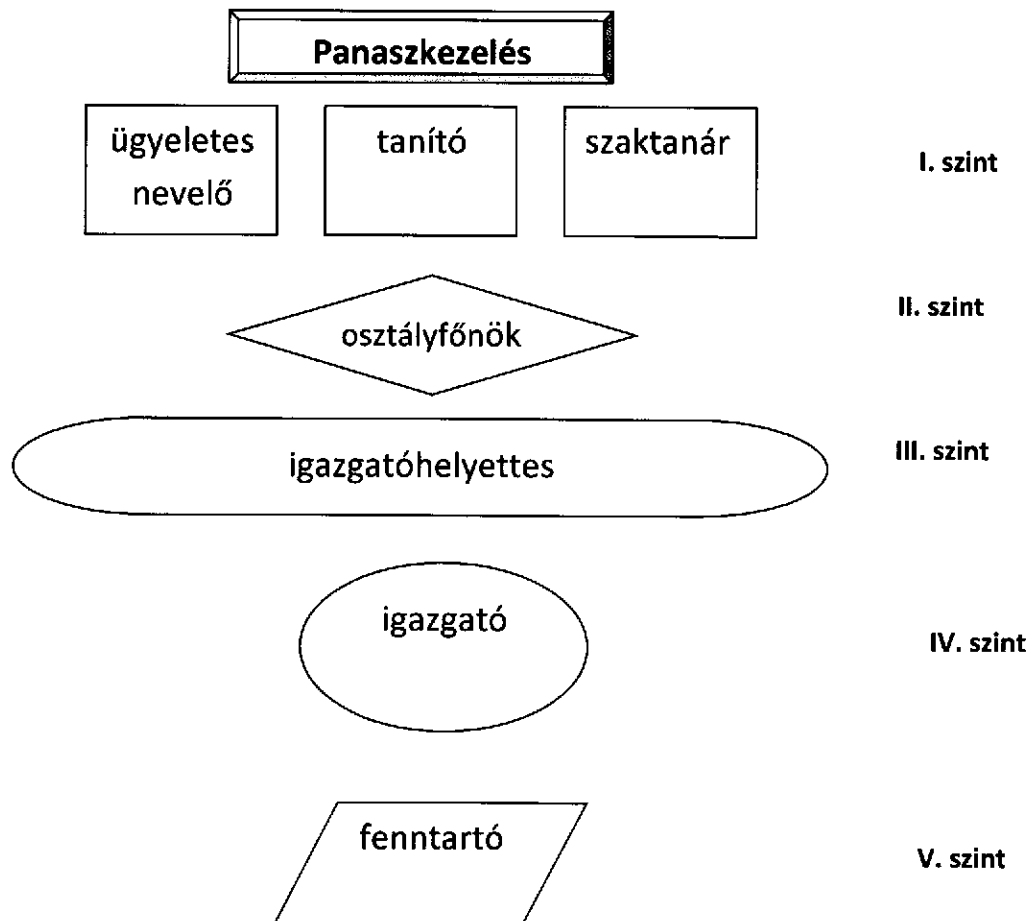 Panaszkezelés
ügyeletes
nevelő
tanító
szaktanár
I. szint
osztályfőnök
II. szint
igazgatóhelyettes
III. szint
igazgató
IV. szint
fenntartó
V. szint